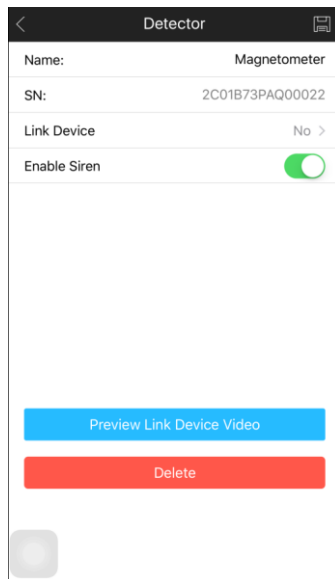 Detector
Name: Magnetometer
SN: 2C01B73PAQ00022
Link Device No >
Enable Siren
Preview Link Device Video
Delete